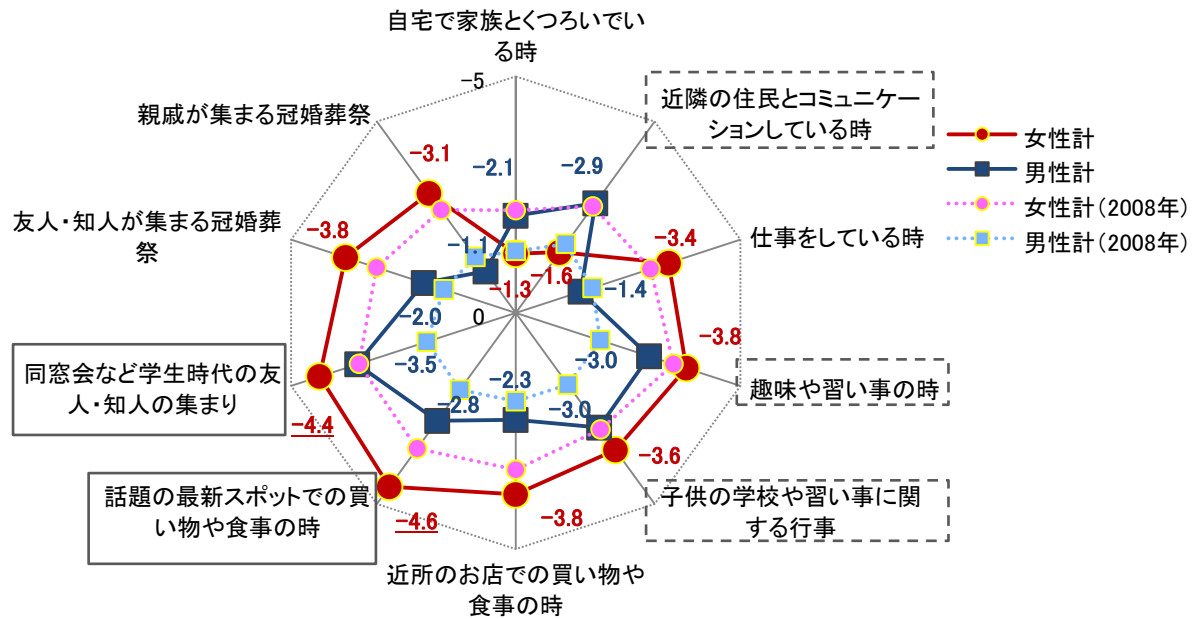 自宅で家族とくつろいでい
る時
-5
近隣の住民とコミュニケー
ションしている時
親戚が集まる冠婚葬祭
女性計
男性計
女性計(2008年)
男性計(2008年)
-3.1
-2.1
-2.9
友人・知人が集まる冠婚葬
祭
-3.8
-1.1
-3.4
仕事をしている時
-1.3
-1.6
-1.4
0
-2.0
-3.8
-3.5
-3.0
同窓会など学生時代の友
人・知人の集まり
趣味や習い事の時
-2.3
-2.8
-3.0
-4.4
-3.6
話題の最新スポットでの買
い物や食事の時
子供の学校や習い事に関
する行事
-4.6
-3.8
近所のお店での買い物や
食事の時